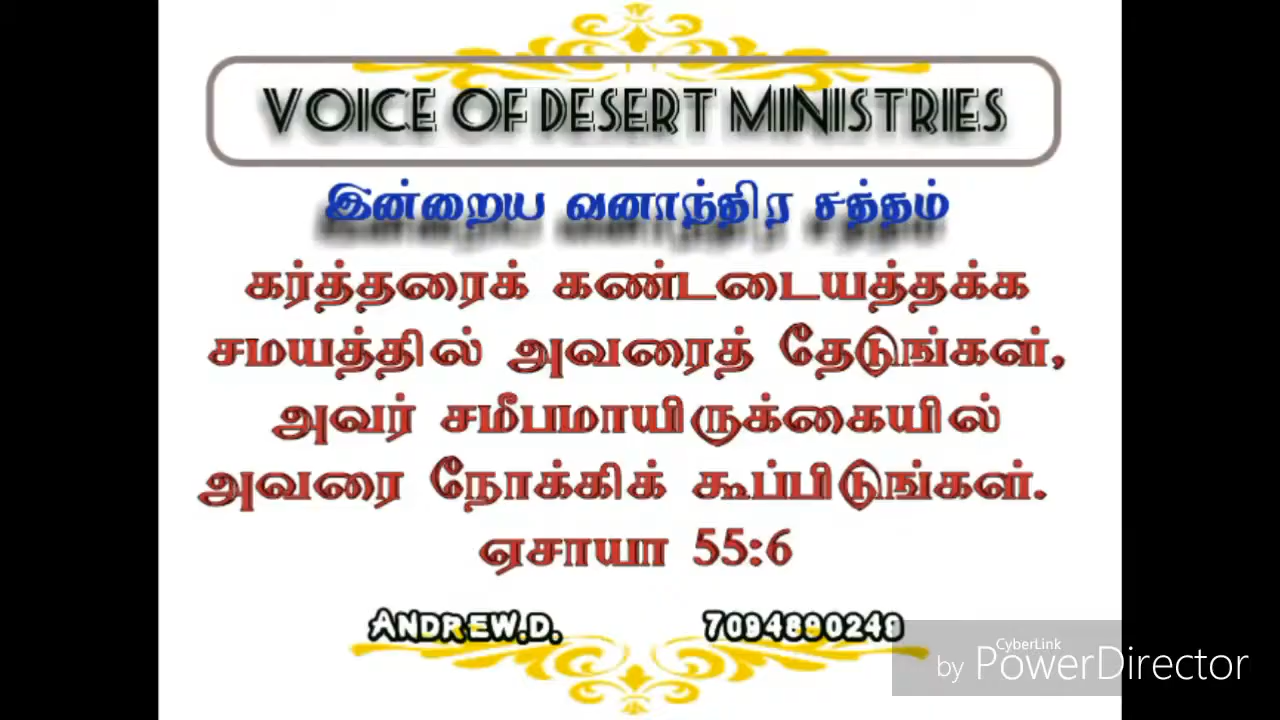 VOICE OF DESERT MINISTRIES
இன்றைய வனாந்திர சத்தம்
கர்த்தரைக் கண்டடையத்தக்க
சமயத்தில் அவரைத் தேடுங்கள்,
அவர் சமீபமாயிருக்கையில்
அவரை நோக்கிக் கூப்பிடுங்கள்.
ஏசாயா 55:6
ANDREW.D. 7094890249
CyberLink
by PowerDirector